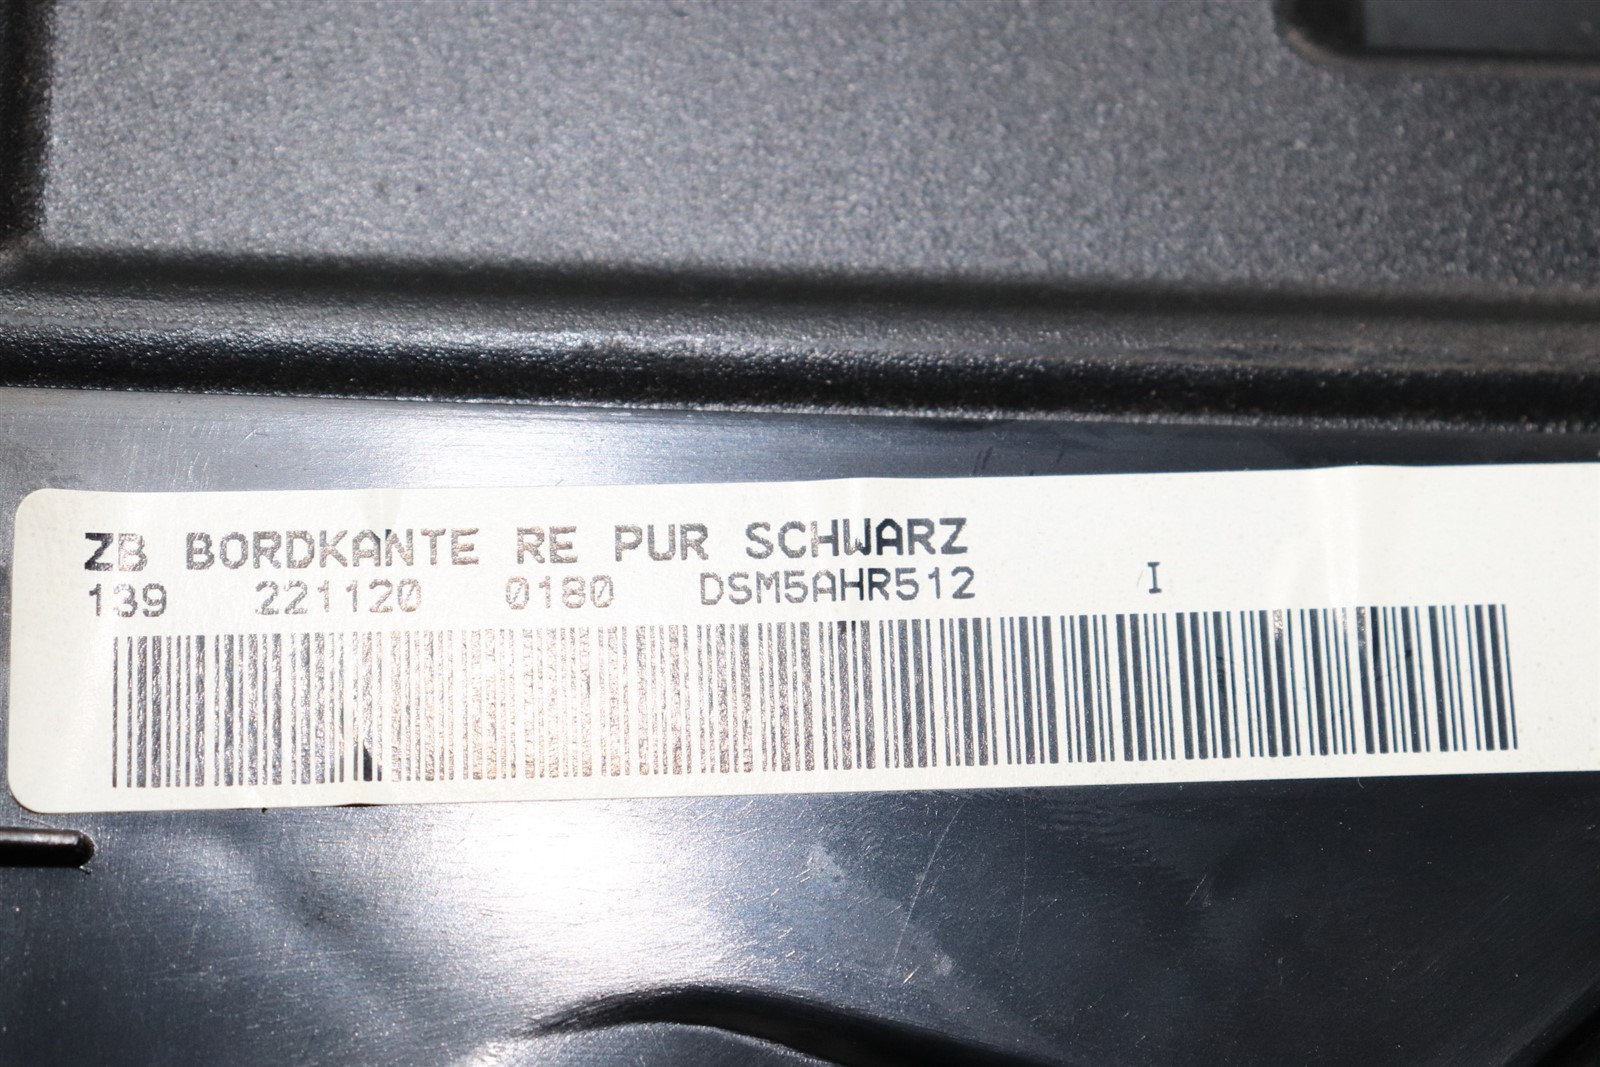 ZB BORDKANTE RE PUR SCHWARZ
139 221120 0180 DSM5AHR512 I